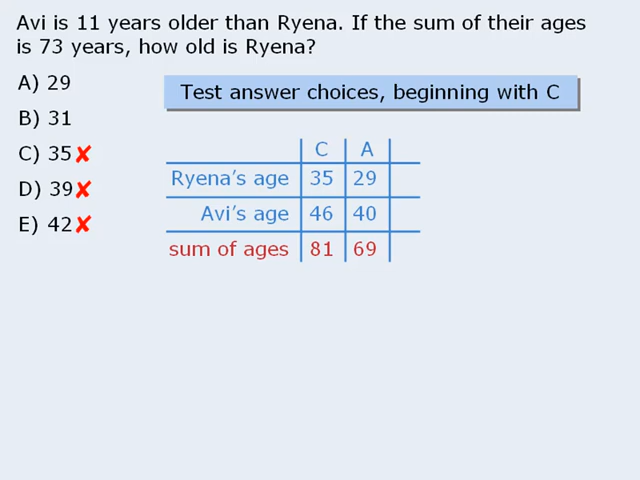 Avi is 11 years older than Ryena. If the sum of their ages
is 73 years, how old is Ryena?
A) 29
Test answer choices, beginning with C
B) 31
C) 35 ✘
D) 39 ✘
E) 42 ✘
C A
Ryena's age 35 29
Avi's age 46 40
sum of ages 81 69